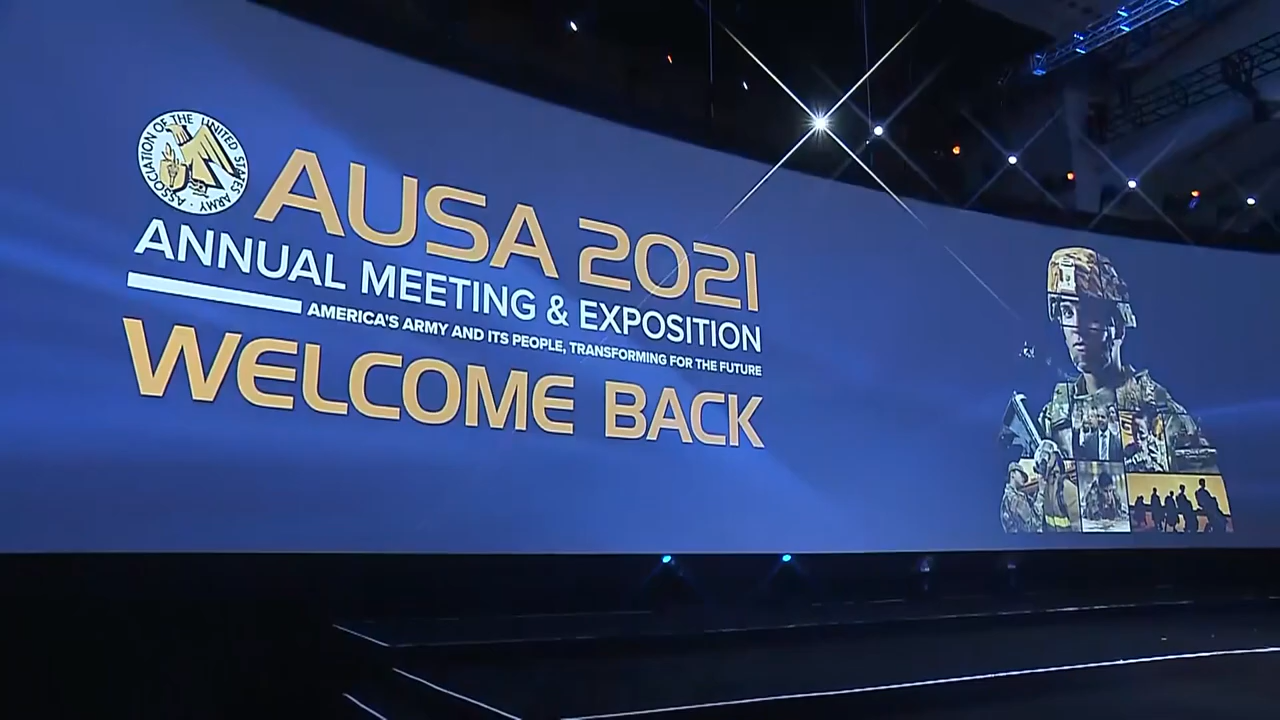 ASSOCIATION OF THE UNITED STATES ARMY
AUSA 2021
ANNUAL MEETING & EXPOSITION
AMERICA'S ARMY AND ITS PEOPLE, TRANSFORMING FOR THE FUTURE
WELCOME BACK